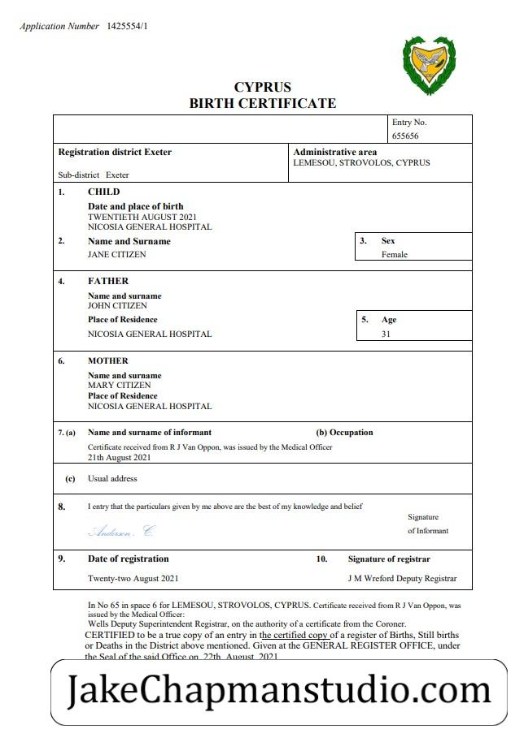 Application Number 1425554/1
CYPRUS
BIRTH CERTIFICATE
Entry No.
655656
Registration district Exeter
Administrative area
LEMESOU, STROVOLOS, CYPRUS
Sub-district Exeter
1. CHILD
Date and place of birth
TWENTIETH AUGUST 2021
NICOSIA GENERAL HOSPITAL
2. Name and Surname
3. Sex
JANE CITIZEN
Female
4. FATHER
Name and surname
JOHN CITIZEN
Place of Residence
5. Age
NICOSIA GENERAL HOSPITAL
31
6. MOTHER
Name and surname
MARY CITIZEN
Place of Residence
NICOSIA GENERAL HOSPITAL
7. (a) Name and surname of informant
(b) Occupation
Certificate received from R J Van Oppon, was issued by the Medical Officer
21th August 2021
(c) Usual address
8. I entry that the particulars given by me above are the best of my knowledge and belief
Signature
Anderson. C.
of Informant
9. Date of registration
10. Signature of registrar
Twenty-two August 2021
J M Wreford Deputy Registrar
In No 65 in space 6 for LEMESOU, STROVOLOS, CYPRUS. Certificate received from R J Van Oppon, was
issued by the Medical Officer:
Wells Deputy Superintendent Registrar, on the authority of a certificate from the Coroner.
CERTIFIED to be a true copy of an entry in the certified copy of a register of Births, Still births
or Deaths in the District above mentioned. Given at the GENERAL REGISTER OFFICE, under
the Seal of the said Office on 22th August 2021
JakeChapmanstudio.com